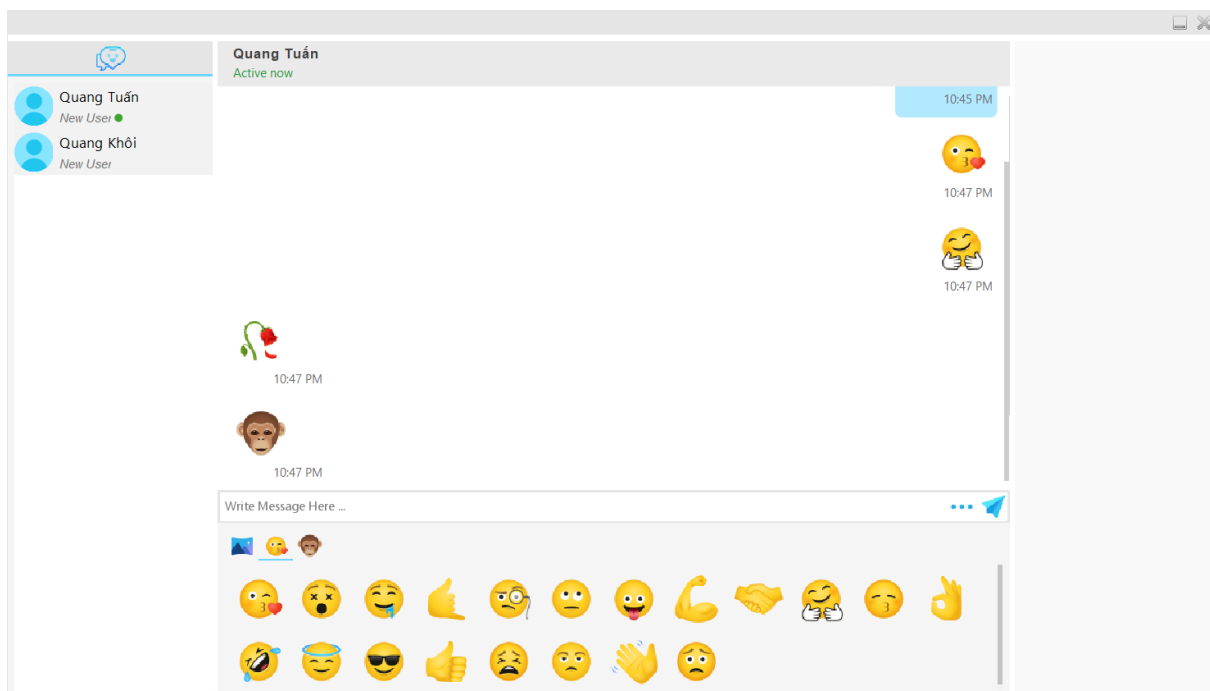 Quang Tuấn
New User
Quang Khôi
New User
Quang Tuấn
Active now
10:45 PM
10:47 PM
10:47 PM
10:47 PM
10:47 PM
Write Message Here ...